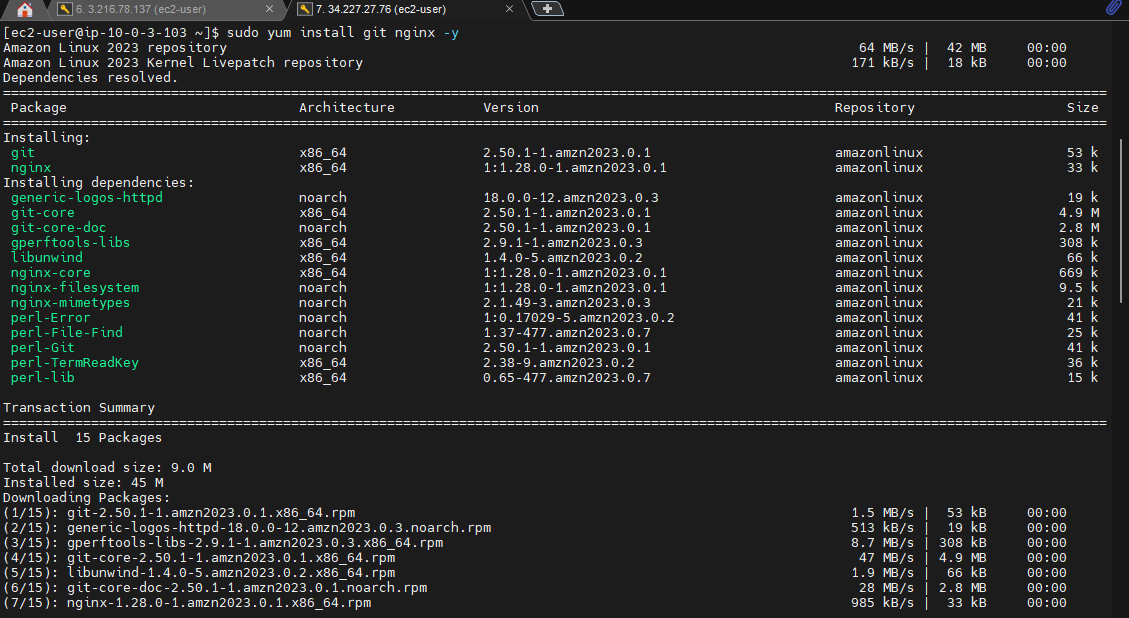 6. 3.216.78.137 (ec2-user)
7. 34.227.27.76 (ec2-user)
[ec2-user@ip-10-0-3-103 ~]$ sudo yum install git nginx -y
Amazon Linux 2023 repository 64 MB/s | 42 MB 00:00
Amazon Linux 2023 Kernel Livepatch repository 171 kB/s | 18 kB 00:00
Dependencies resolved.
================================================================================
Package Architecture Version Repository Size
================================================================================
Installing:
git x86_64 2.50.1-1.amzn2023.0.1 amazonlinux 53 k
nginx x86_64 1:1.28.0-1.amzn2023.0.1 amazonlinux 33 k
Installing dependencies:
generic-logos-httpd noarch 18.0.0-12.amzn2023.0.3 amazonlinux 19 k
git-core x86_64 2.50.1-1.amzn2023.0.1 amazonlinux 4.9 M
git-core-doc noarch 2.50.1-1.amzn2023.0.1 amazonlinux 2.8 M
gperftools-libs x86_64 2.9.1-1.amzn2023.0.3 amazonlinux 308 k
libunwind x86_64 1.4.0-5.amzn2023.0.2 amazonlinux 66 k
nginx-core x86_64 1:1.28.0-1.amzn2023.0.1 amazonlinux 669 k
nginx-filesystem noarch 1:1.28.0-1.amzn2023.0.1 amazonlinux 9.5 k
nginx-mimetypes noarch 2.1.49-3.amzn2023.0.3 amazonlinux 21 k
perl-Error noarch 1:0.17029-5.amzn2023.0.2 amazonlinux 41 k
perl-File-Find noarch 1.37-477.amzn2023.0.7 amazonlinux 25 k
perl-Git noarch 2.50.1-1.amzn2023.0.1 amazonlinux 41 k
perl-TermReadKey x86_64 2.38-9.amzn2023.0.2 amazonlinux 36 k
perl-lib x86_64 0.65-477.amzn2023.0.7 amazonlinux 15 k
Transaction Summary
================================================================================
Install 15 Packages
Total download size: 9.0 M
Installed size: 45 M
Downloading Packages:
(1/15): git-2.50.1-1.amzn2023.0.1.x86_64.rpm 1.5 MB/s | 53 kB 00:00
(2/15): generic-logos-httpd-18.0.0-12.amzn2023.0.3.noarch.rpm 513 kB/s | 19 kB 00:00
(3/15): gperftools-libs-2.9.1-1.amzn2023.0.3.x86_64.rpm 8.7 MB/s | 308 kB 00:00
(4/15): git-core-2.50.1-1.amzn2023.0.1.x86_64.rpm 47 MB/s | 4.9 MB 00:00
(5/15): libunwind-1.4.0-5.amzn2023.0.2.x86_64.rpm 1.9 MB/s | 66 kB 00:00
(6/15): git-core-doc-2.50.1-1.amzn2023.0.1.noarch.rpm 28 MB/s | 2.8 MB 00:00
(7/15): nginx-1.28.0-1.amzn2023.0.1.x86_64.rpm 985 kB/s | 33 kB 00:00